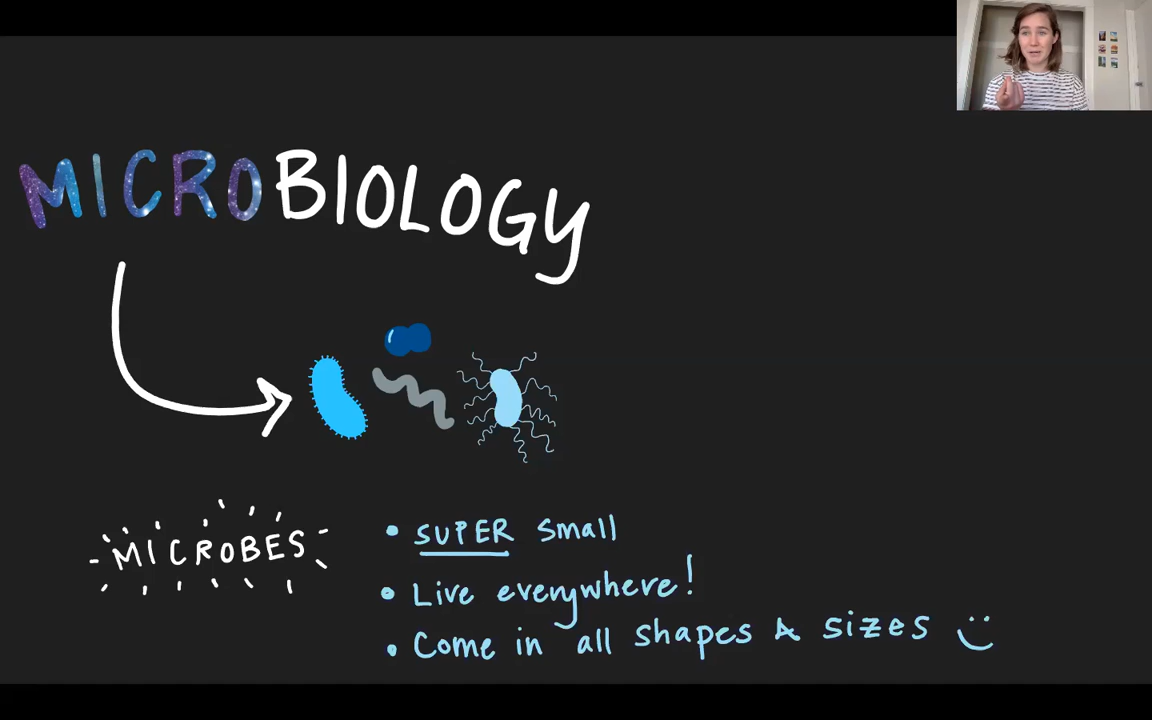 MICROBIOLOGY
MICROBES
• SUPER small
• Live everywhere!
• Come in all shapes & sizes